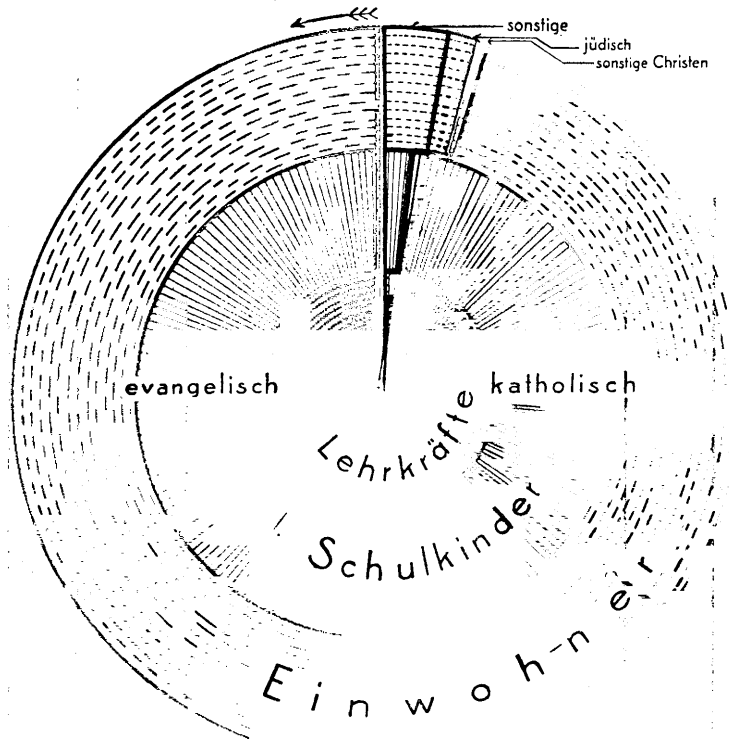 sonstige
jüdisch
sonstige Christen
evangelisch
katholisch
Lehrkräfte
Schulkinder
Einwohner